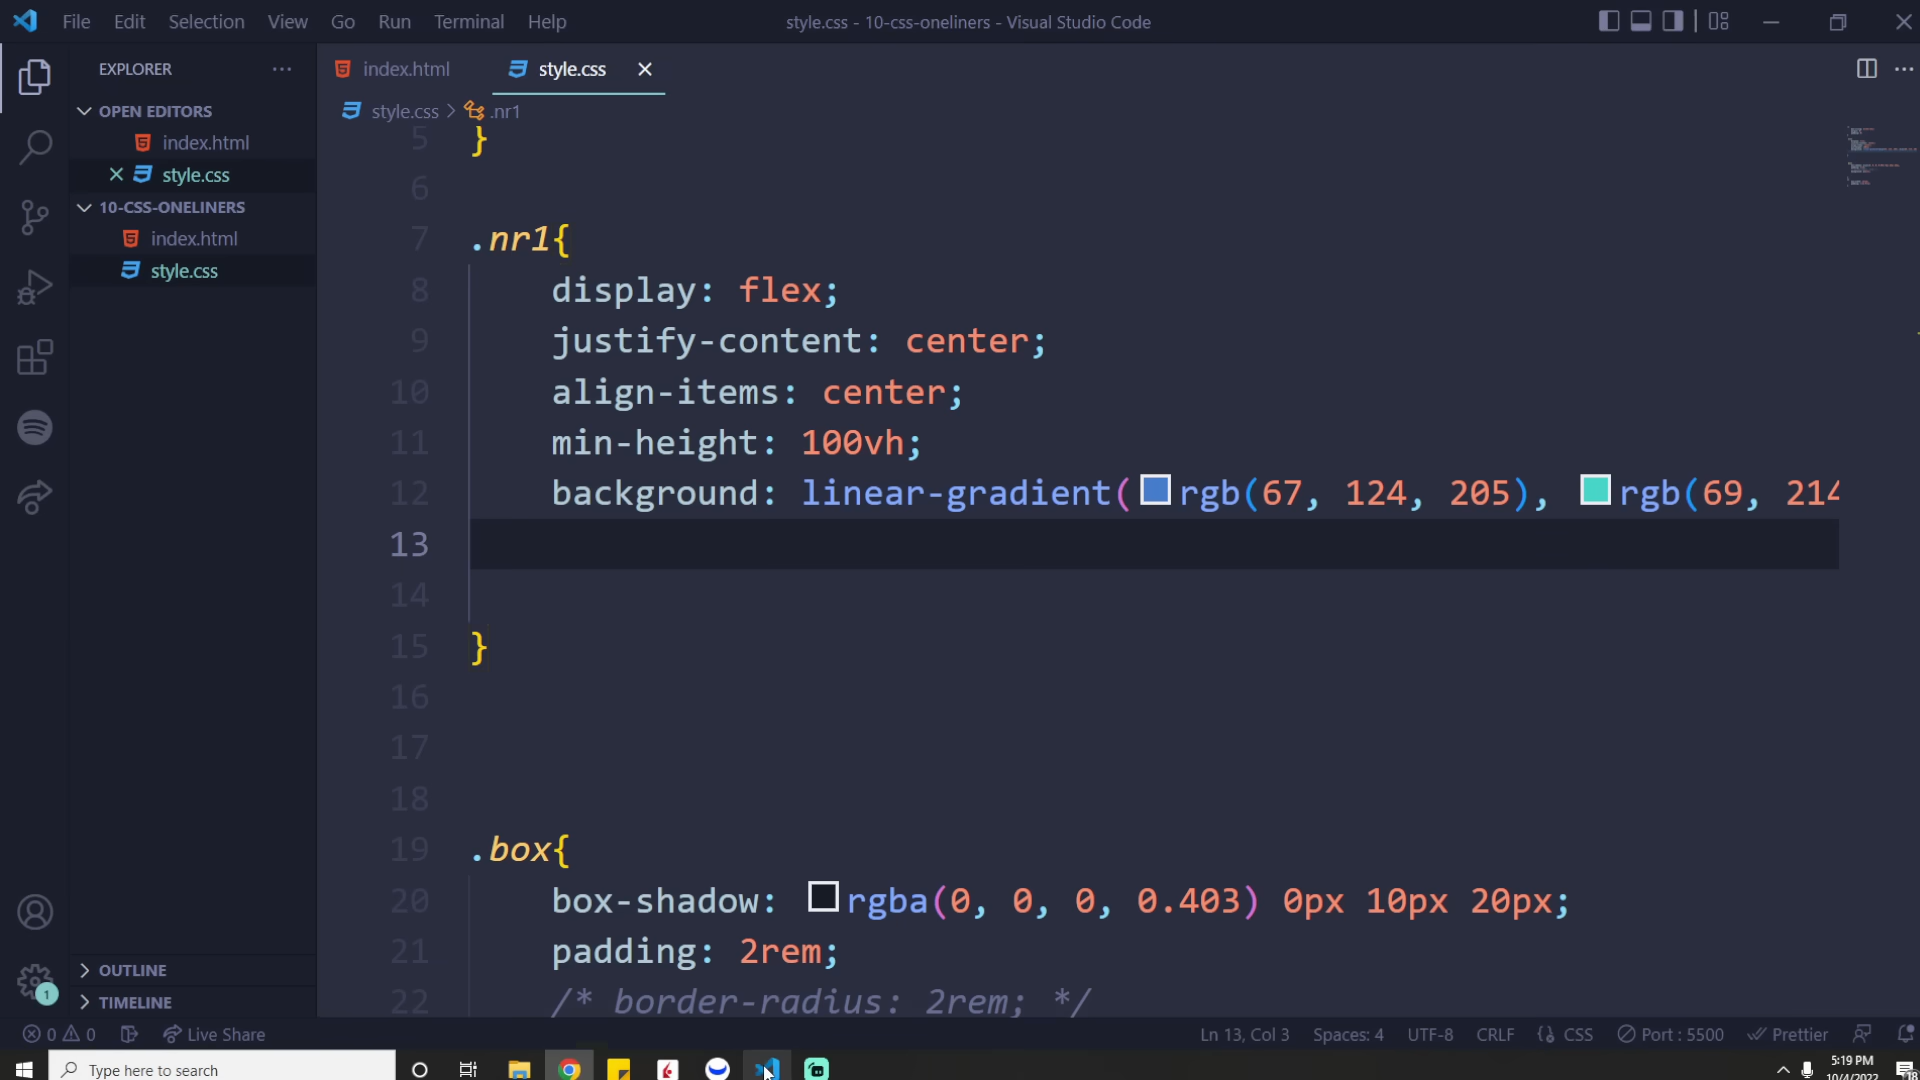 File Edit Selection View Go Run Terminal Help
style.css - 10-css-oneliners - Visual Studio Code
EXPLORER
OPEN EDITORS
index.html
style.css
10-CSS-ONELINERS
index.html
style.css
OUTLINE
TIMELINE
index.html style.css
style.css > .nr1
5 }
6
7 .nr1{
8 display: flex;
9 justify-content: center;
10 align-items: center;
11 min-height: 100vh;
12 background: linear-gradient(rgb(67, 124, 205), rgb(69, 214
13
14
15 }
16
17
18
19 .box{
20 box-shadow: rgba(0, 0, 0, 0.403) 0px 10px 20px;
21 padding: 2rem;
22 /* border-radius: 2rem; */
1
0 0 Live Share Ln 13, Col 3 Spaces: 4 UTF-8 CRLF {} CSS Port : 5500 Prettier
Type here to search
5:19 PM
10/4/2022
18